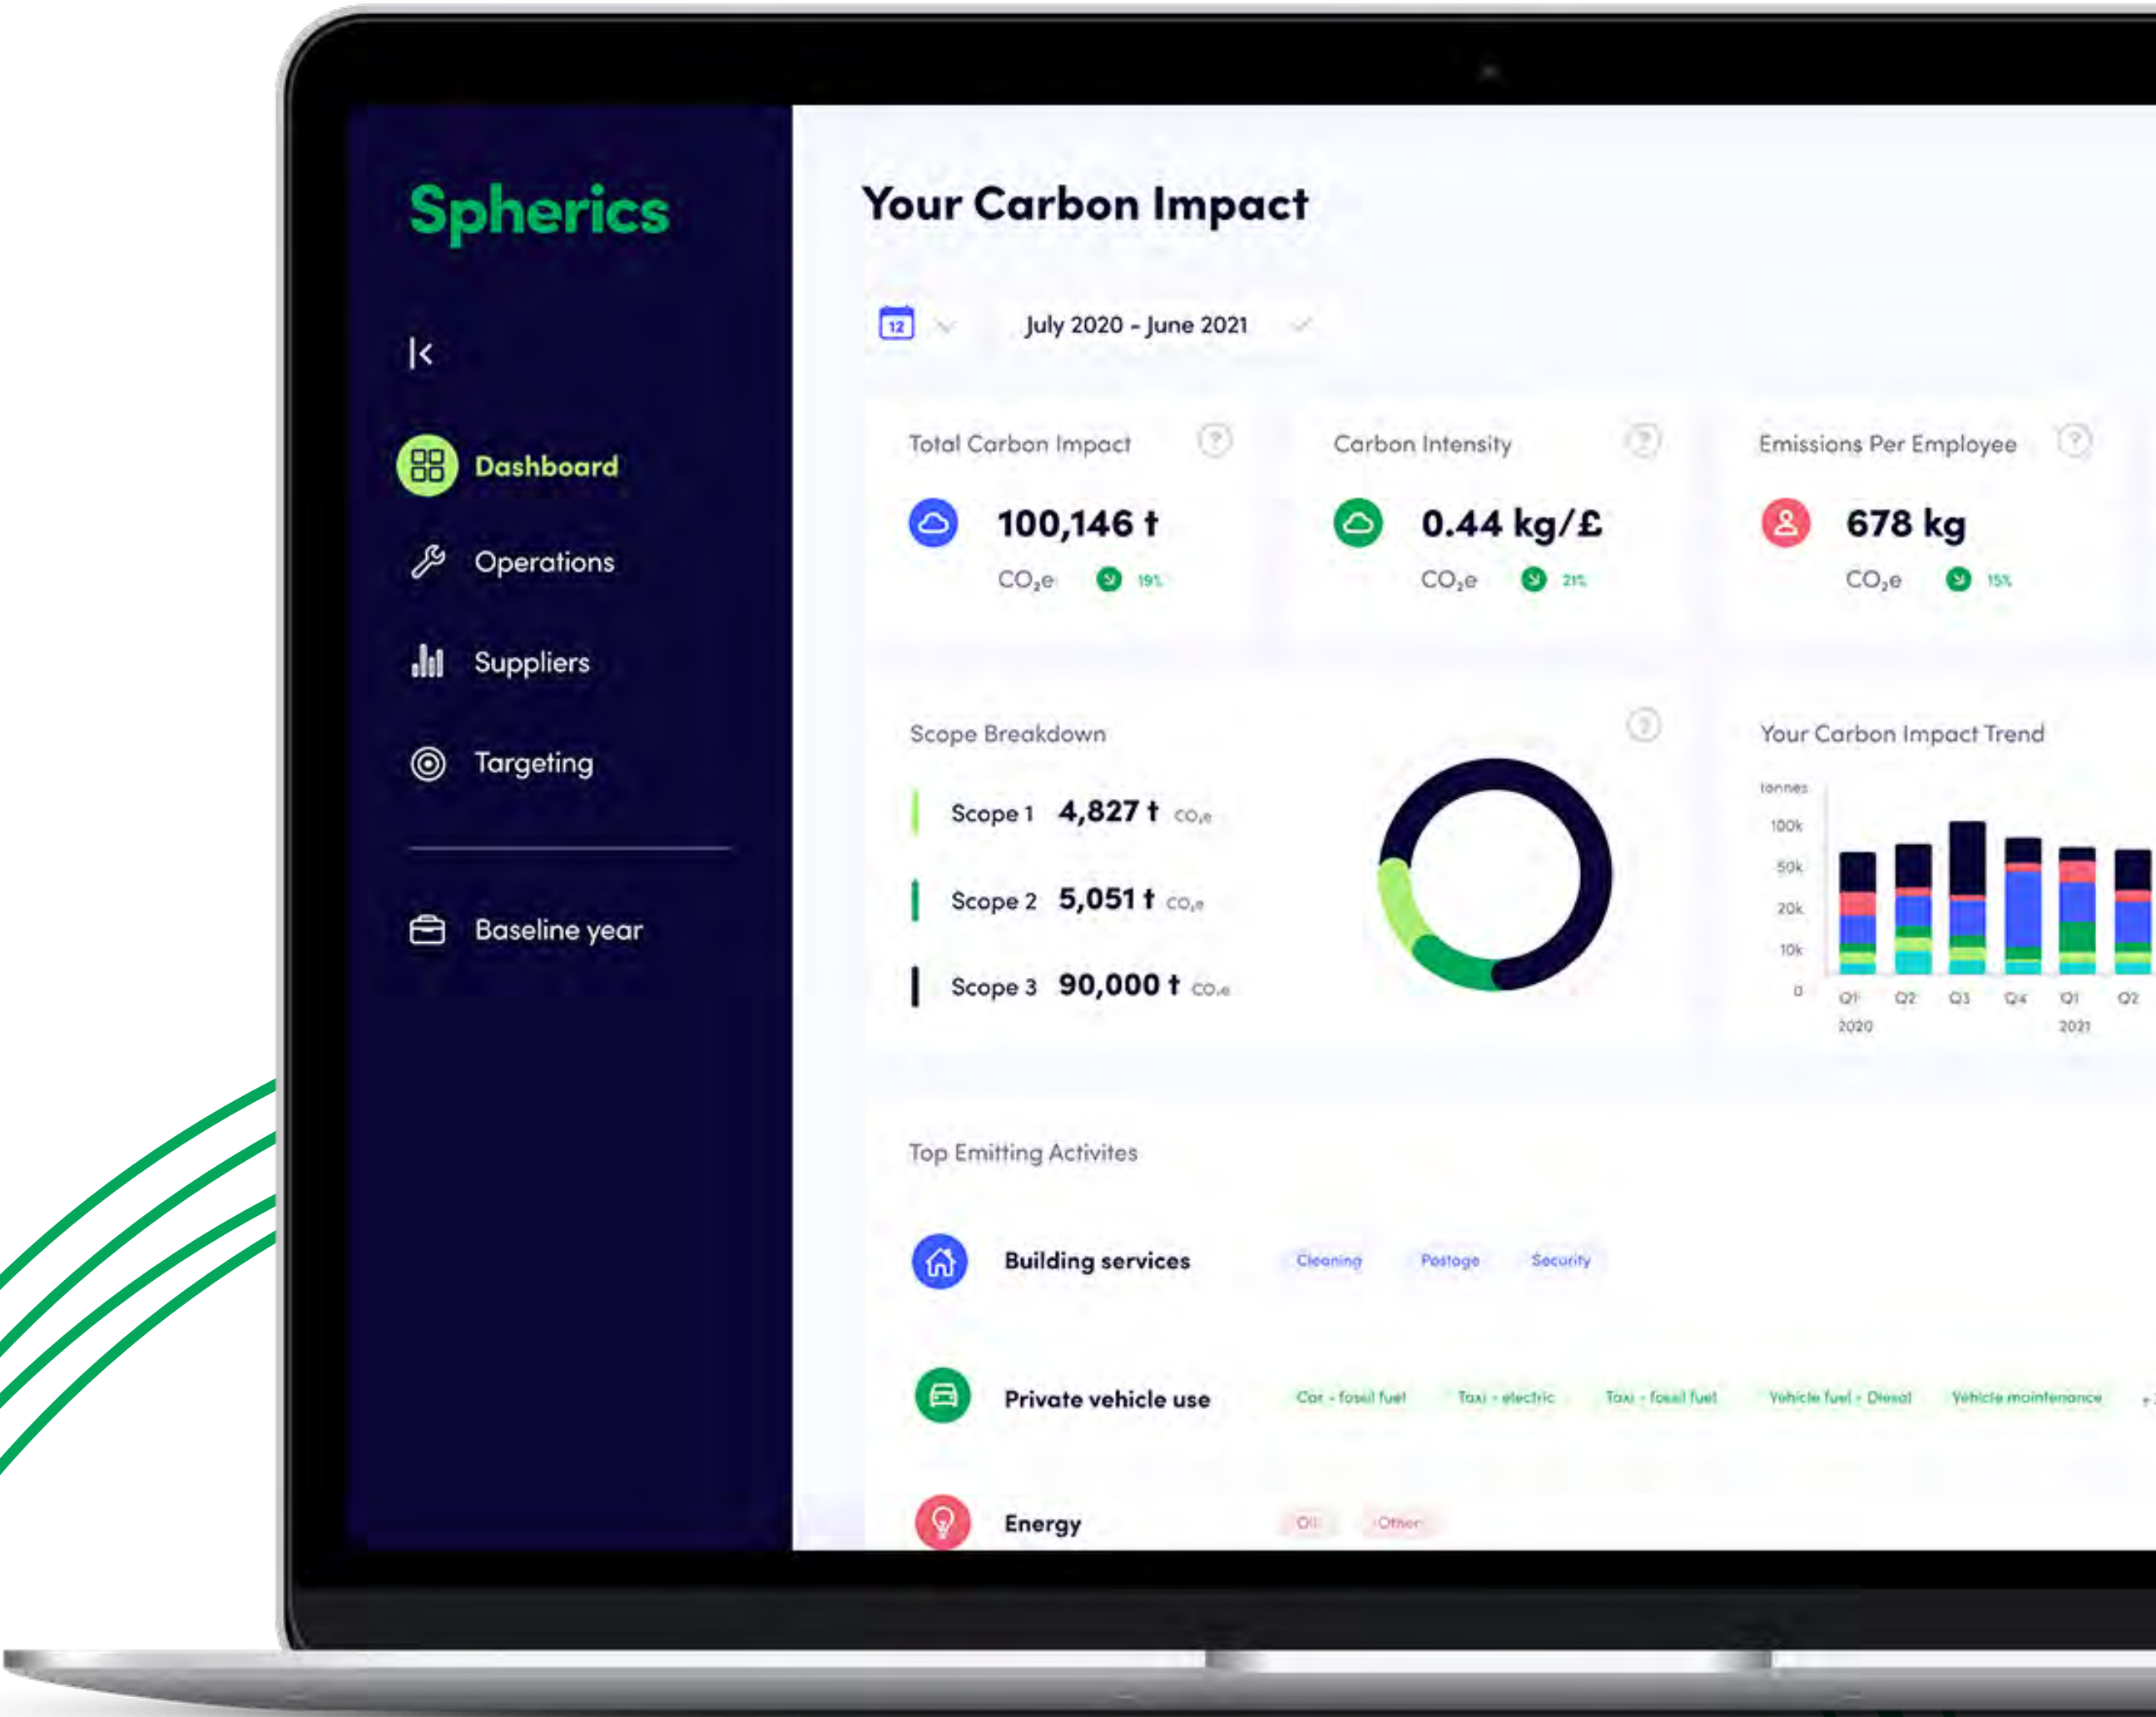 Spherics
Dashboard
Operations
Suppliers
Targeting
Baseline year
Your Carbon Impact
12
July 2020 - June 2021
Total Carbon Impact ?
100,146 t
CO₂e 19%
Carbon Intensity ?
0.44 kg/£
CO₂e 21%
Emissions Per Employee ?
678 kg
CO₂e 15%
Scope Breakdown ?
Scope 1 4,827 t CO₂e
Scope 2 5,051 t CO₂e
Scope 3 90,000 t CO₂e
Your Carbon Impact Trend
tonnes
100k
50k
20k
10k
0
Q1 Q2 Q3 Q4 Q1 Q2
2020 2021
Top Emitting Activites
Building services Cleaning Postage Security
Private vehicle use Car - fossil fuel Taxi - electric Taxi - fossil fuel Vehicle fuel - Diesel Vehicle maintenance
Energy Oil Other